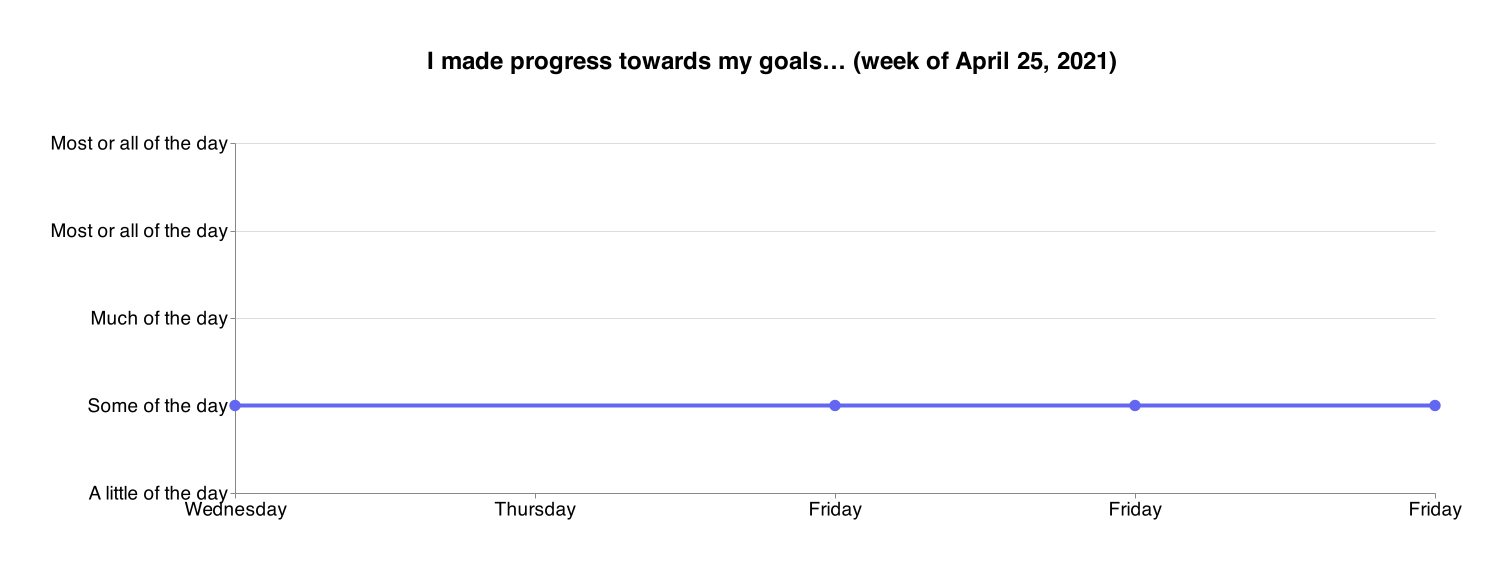 I made progress towards my goals… (week of April 25, 2021)
Most or all of the day
Most or all of the day
Much of the day
Some of the day
A little of the day
Wednesday Thursday Friday Friday Friday